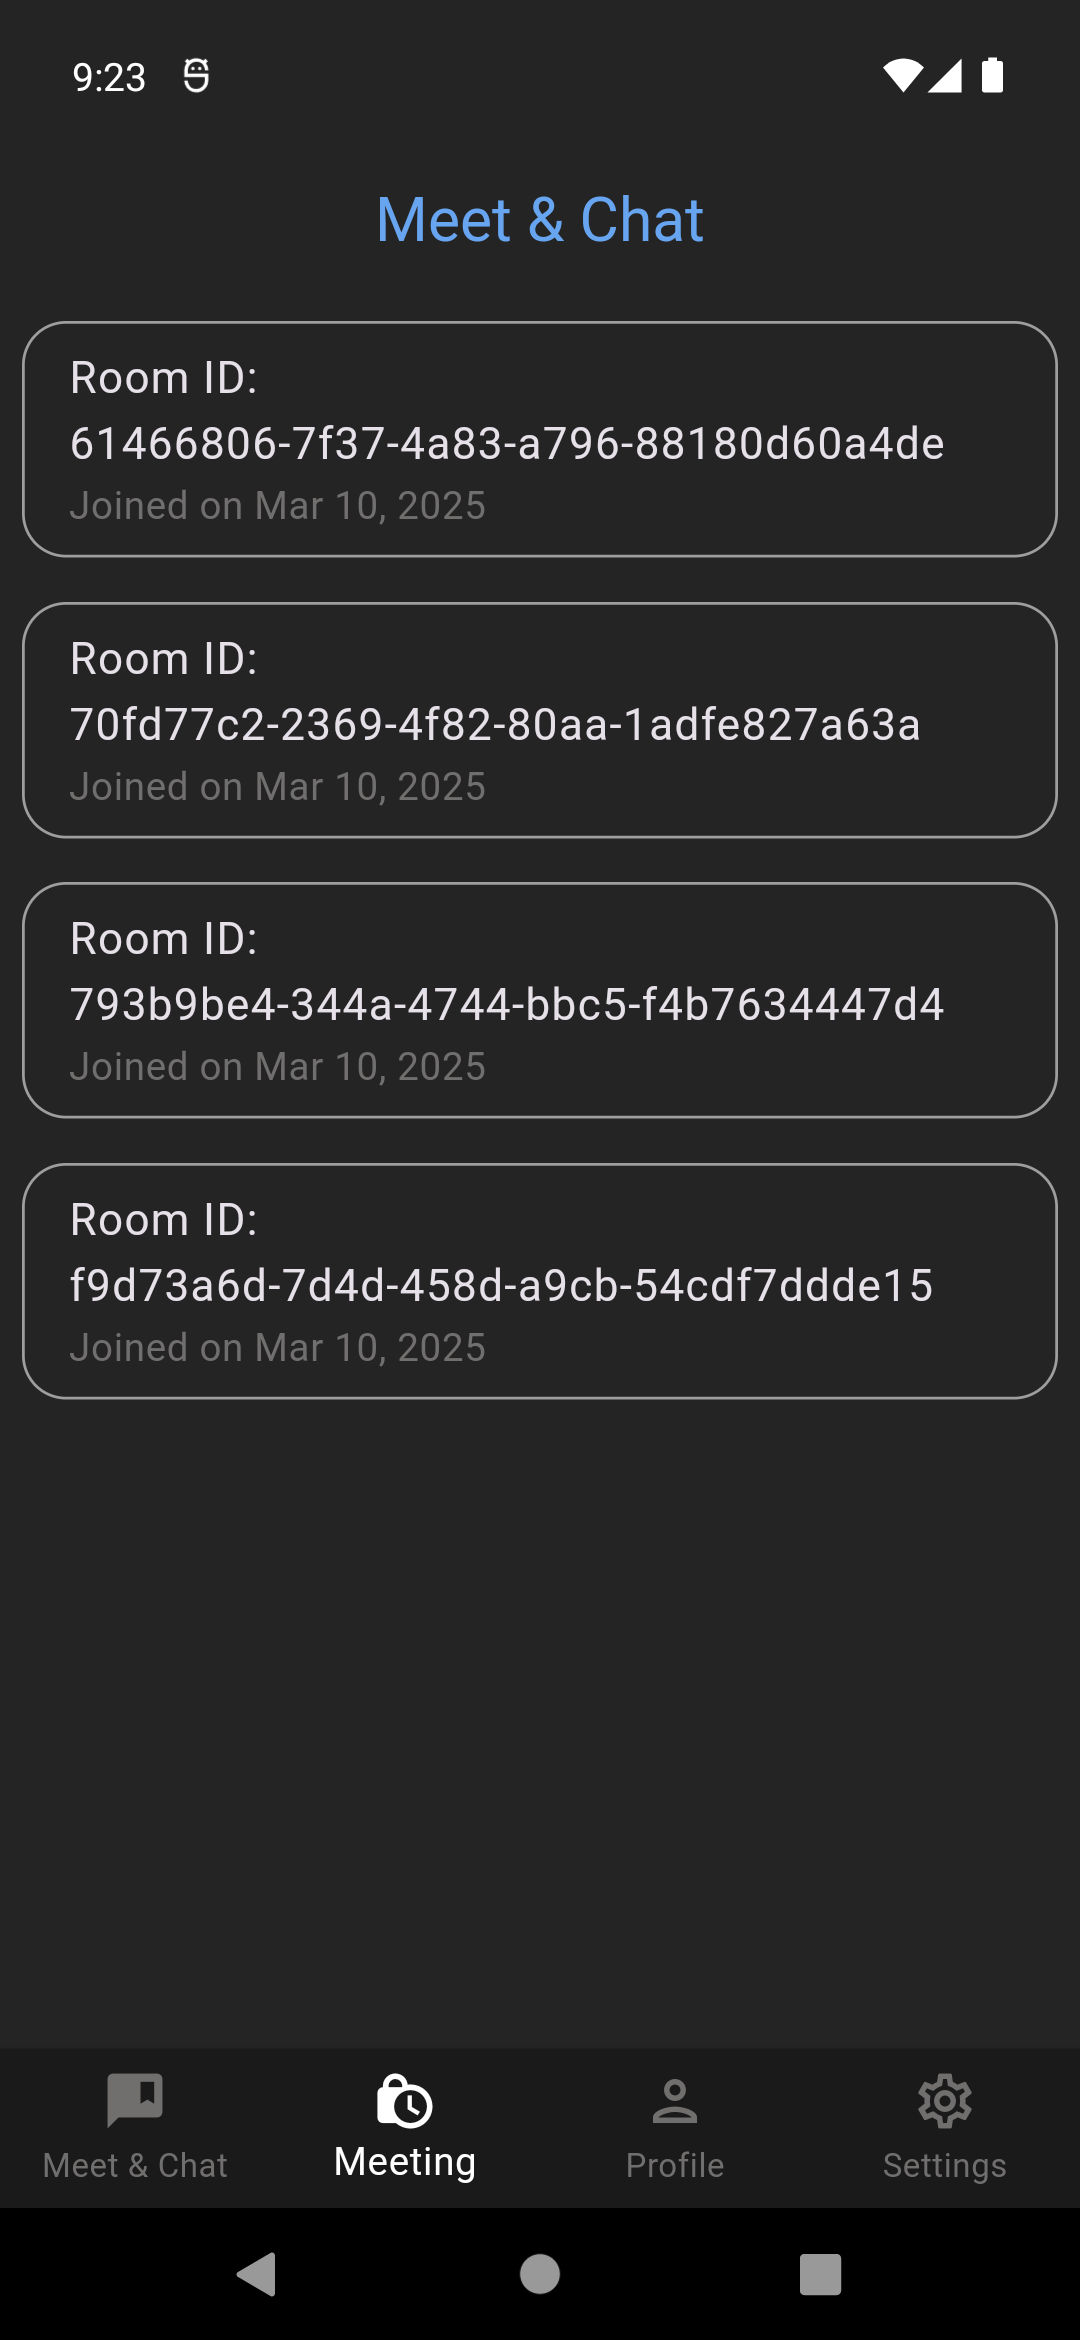 9:23
Meet & Chat
Room ID:
61466806-7f37-4a83-a796-88180d60a4de
Joined on Mar 10, 2025
Room ID:
70fd77c2-2369-4f82-80aa-1adfe827a63a
Joined on Mar 10, 2025
Room ID:
793b9be4-344a-4744-bbc5-f4b7634447d4
Joined on Mar 10, 2025
Room ID:
f9d73a6d-7d4d-458d-a9cb-54cdf7ddde15
Joined on Mar 10, 2025
Meet & Chat
Meeting
Profile
Settings